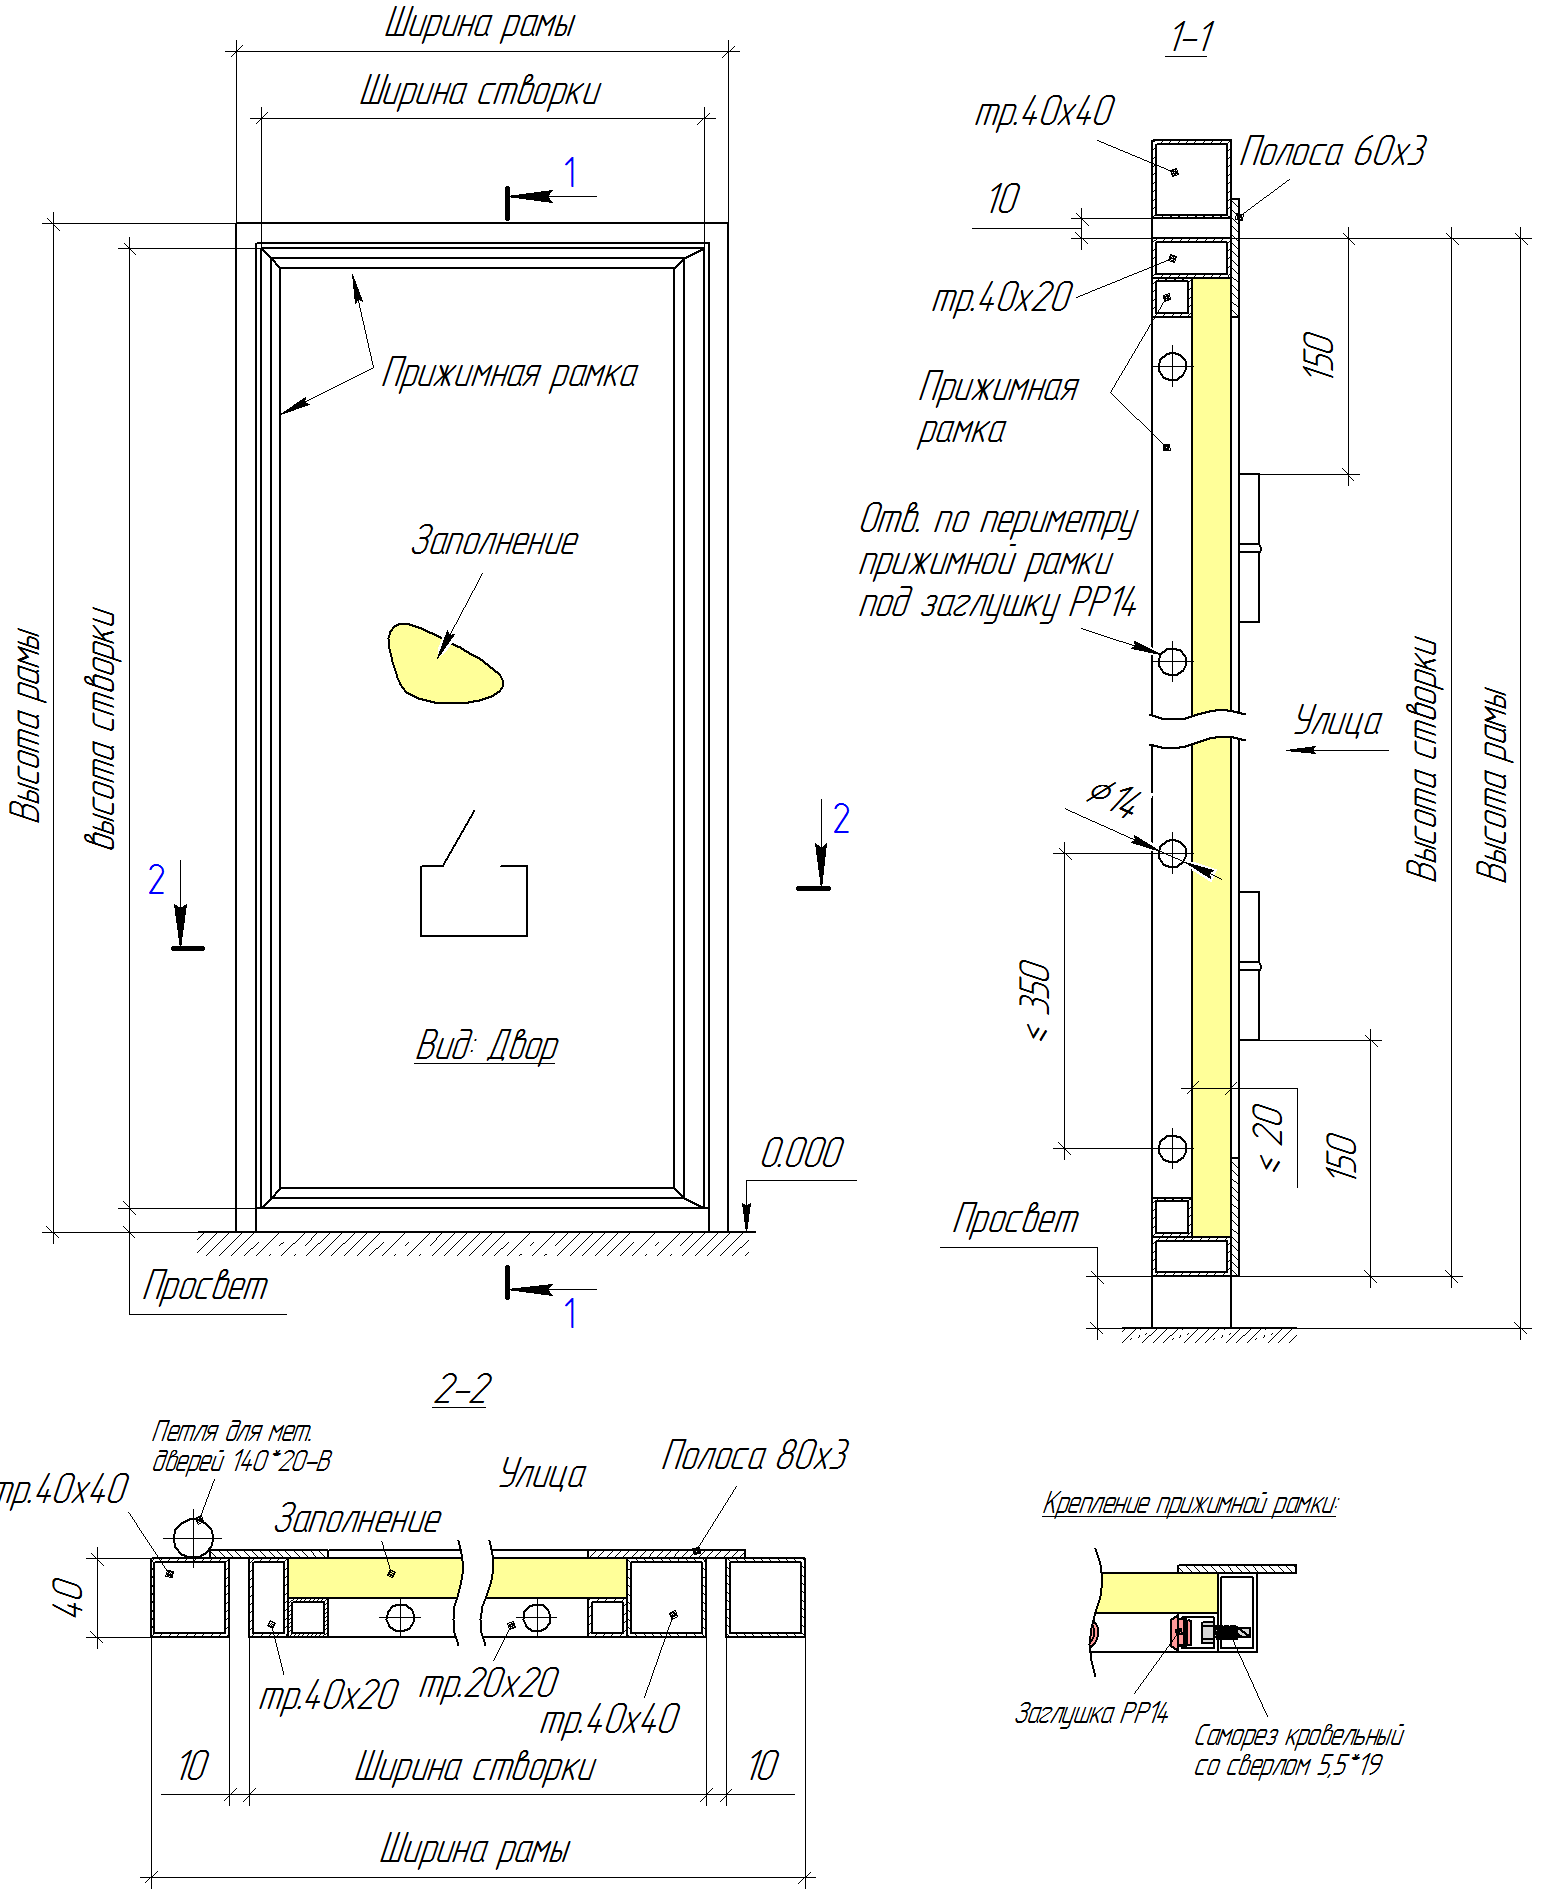 Ширина рамы
Ширина створки
1
Прижимная рамка
Заполнение
Высота рамы
Высота створки
2
2
Вид: Двор
0.000
Просвет
1
1-1
тр.40х40
Полоса 60х3
10
тр.40х20
150
Прижимная
рамка
Отв. по периметру
прижимной рамки
под заглушку РР14
Улица
Высота створки
Высота рамы
⌀14
≤ 350
≤ 20
150
Просвет
2-2
Петля для мет.
дверей 140*20-В
тр.40х40
Улица
Полоса 80х3
Заполнение
40
тр.40х20
тр.20х20
тр.40х40
10
Ширина створки
10
Ширина рамы
Крепление прижимной рамки:
Заглушка РР14
Саморез кровельный
со сверлом 5,5*19